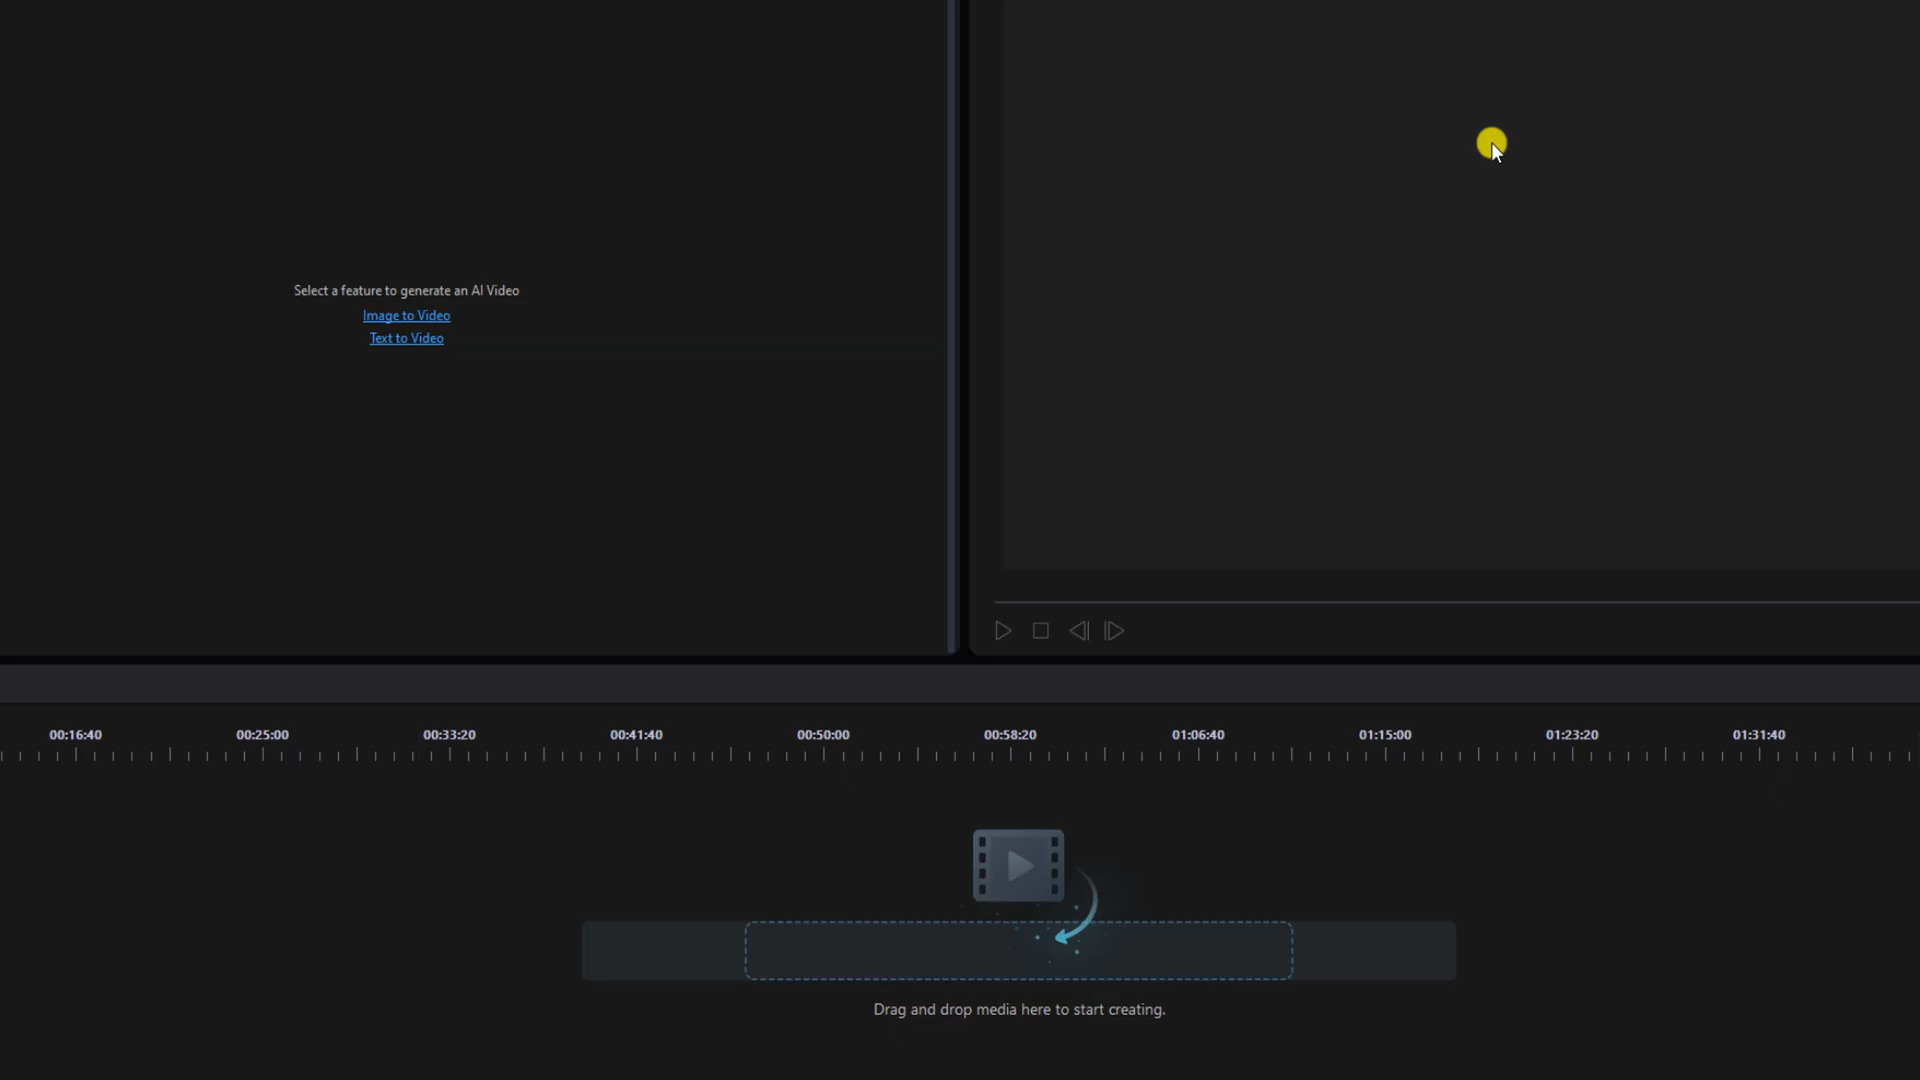 Select a feature to generate an AI Video
Image to Video
Text to Video
00:16:40 00:25:00 00:33:20 00:41:40 00:50:00 00:58:20 01:06:40 01:15:00 01:23:20 01:31:40
Drag and drop media here to start creating.